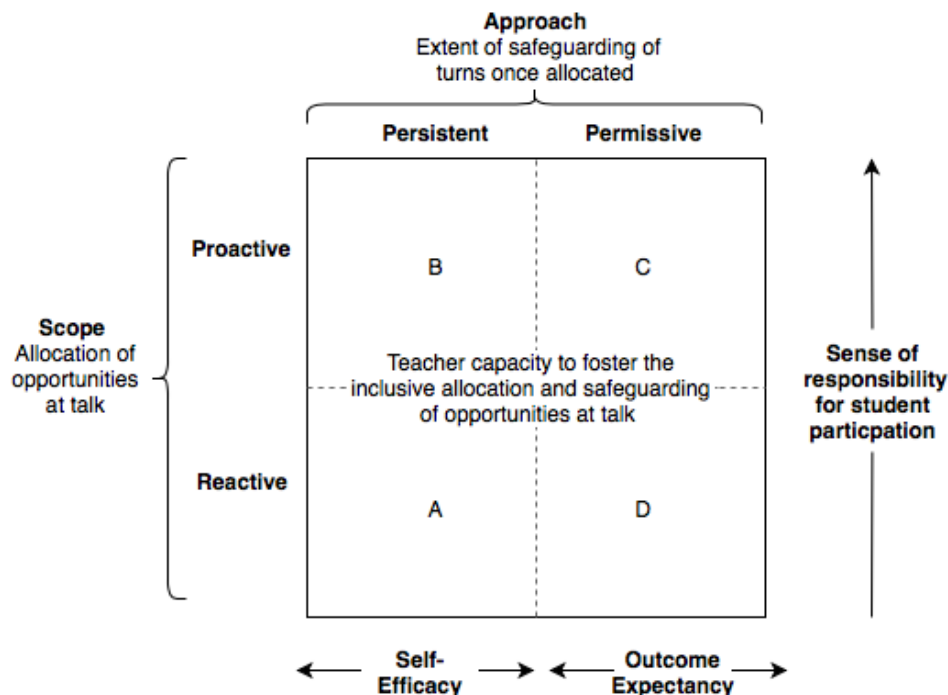 Approach
Extent of safeguarding of
turns once allocated
Persistent
Permissive
Proactive
B
C
Scope
Allocation of
opportunities
at talk
Teacher capacity to foster the
inclusive allocation and safeguarding
of opportunities at talk
Sense of
responsibility
for student
particpation
Reactive
A
D
Self-
Efficacy
Outcome
Expectancy